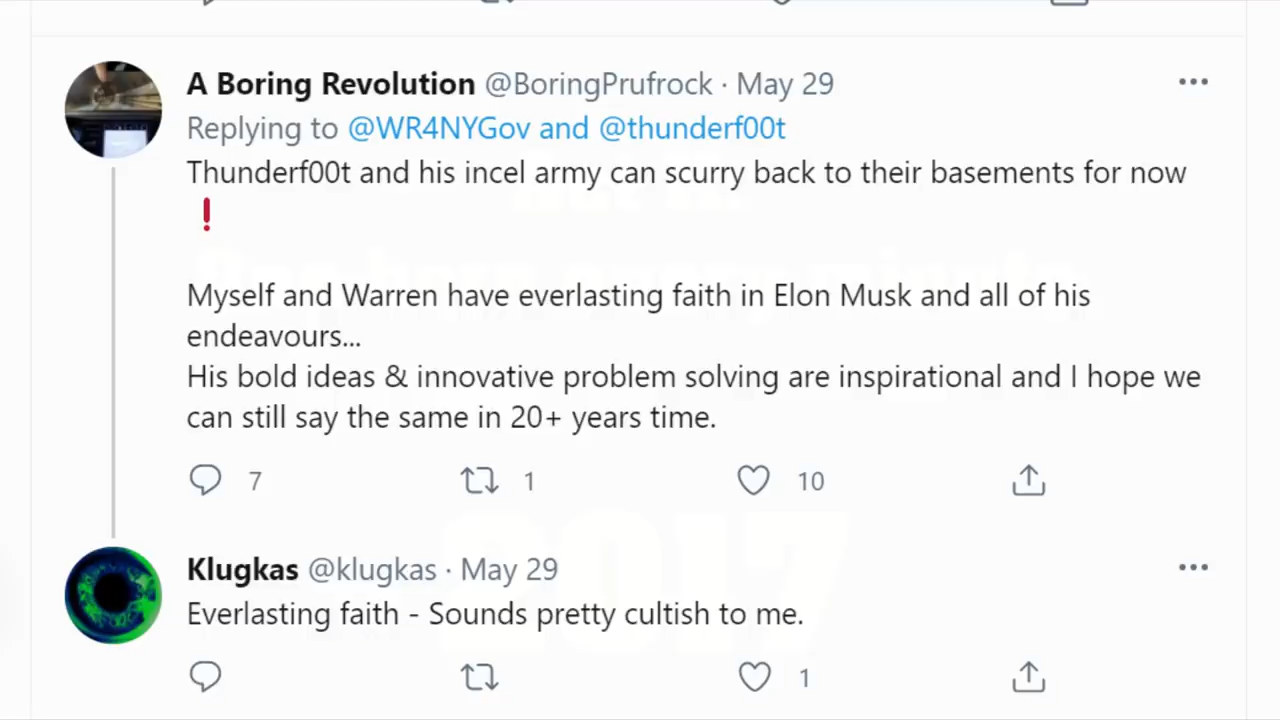 A Boring Revolution @BoringPrufrock · May 29
Replying to @WR4NYGov and @thunderf00t
Thunderf00t and his incel army can scurry back to their basements for now
❗
Myself and Warren have everlasting faith in Elon Musk and all of his
endeavours...
His bold ideas & innovative problem solving are inspirational and I hope we
can still say the same in 20+ years time.
7 1 10
Klugkas @klugkas · May 29
Everlasting faith - Sounds pretty cultish to me.
1
2017